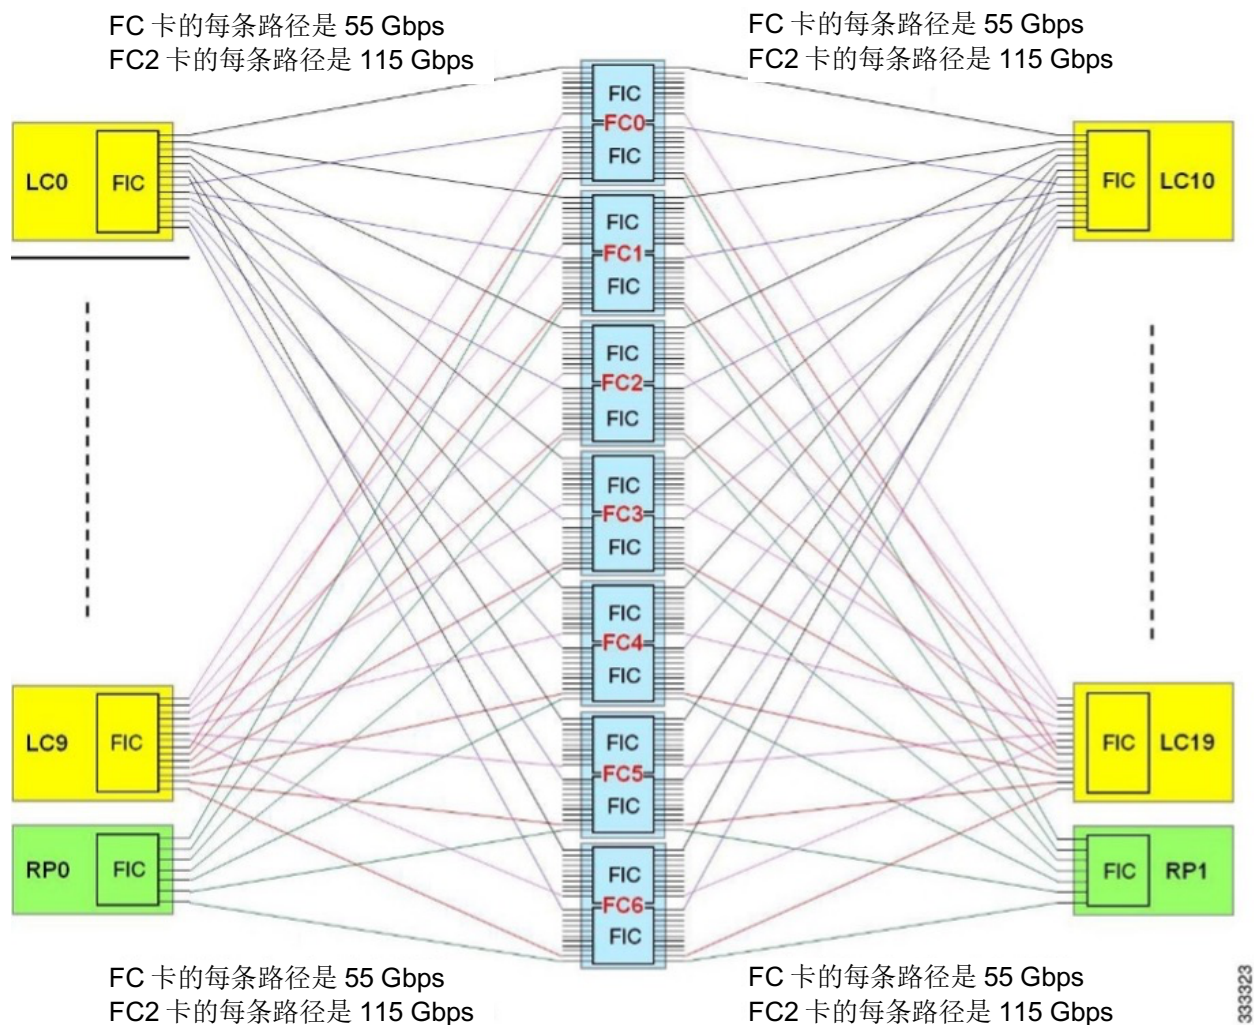 FC 卡的每条路径是 55 Gbps
FC2 卡的每条路径是 115 Gbps
FC 卡的每条路径是 55 Gbps
FC2 卡的每条路径是 115 Gbps
FIC
FC0
FIC
LC0 FIC
FIC LC10
FIC
FC1
FIC
FIC
FC2
FIC
FIC
FC3
FIC
FIC
FC4
FIC
LC9 FIC
FIC
FC5
FIC
FIC LC19
RP0 FIC
FIC
FC6
FIC
FIC RP1
FC 卡的每条路径是 55 Gbps
FC2 卡的每条路径是 115 Gbps
FC 卡的每条路径是 55 Gbps
FC2 卡的每条路径是 115 Gbps
333323